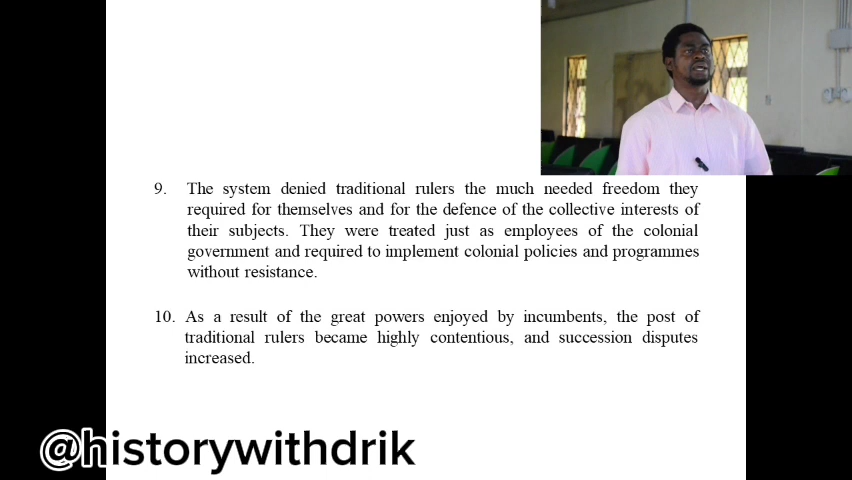 9. The system denied traditional rulers the much needed freedom they
required for themselves and for the defence of the collective interests of
their subjects. They were treated just as employees of the colonial
government and required to implement colonial policies and programmes
without resistance.
10. As a result of the great powers enjoyed by incumbents, the post of
traditional rulers became highly contentious, and succession disputes
increased.
@historywithdrik